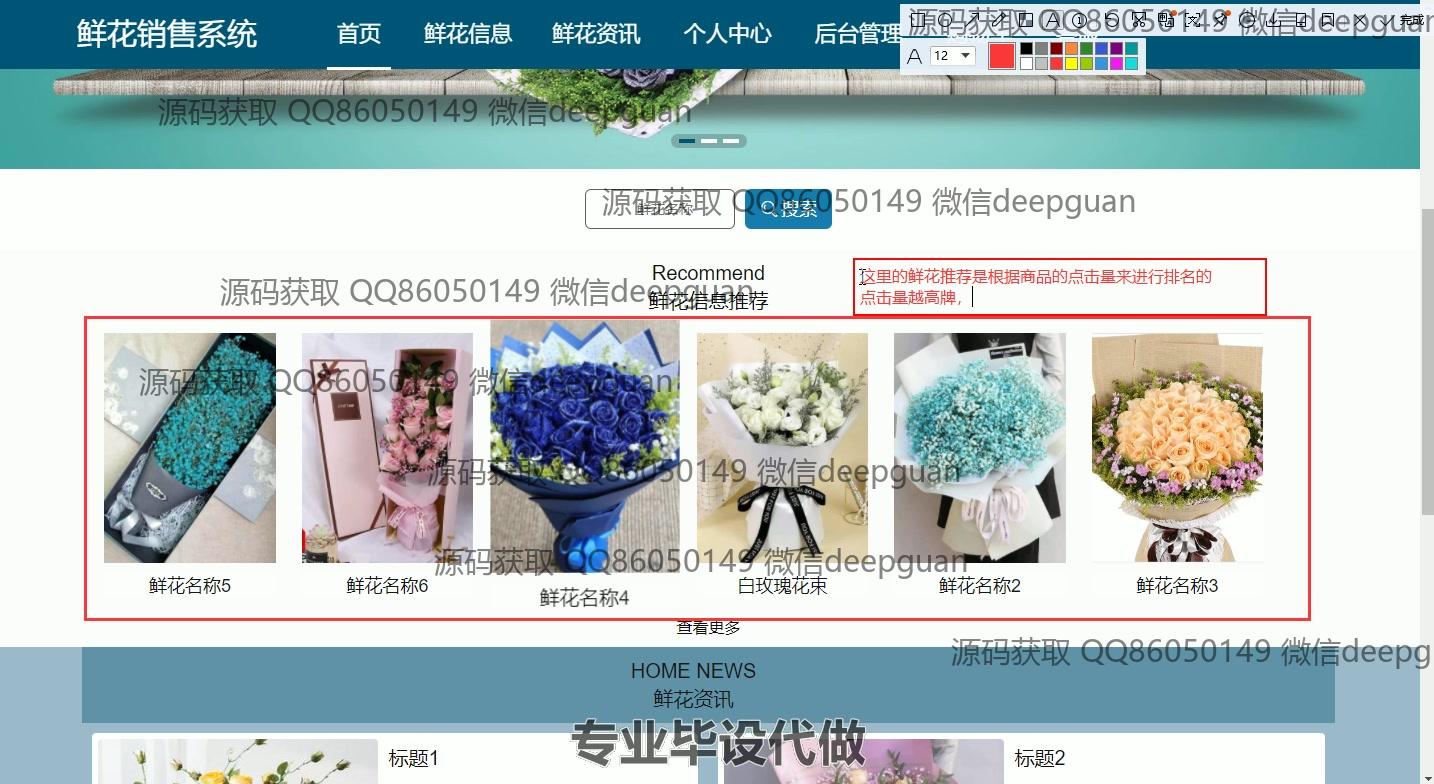 鲜花销售系统
首页
鲜花信息
鲜花资讯
个人中心
后台管理
完成
源码获取 QQ86050149 微信deepguan
A 12
源码获取 QQ86050149 微信deepguan
源码获取 QQ86050149 微信deepguan
鲜花名称
搜索
Recommend
鲜花信息推荐
源码获取 QQ86050149 微信deepguan
这里的鲜花推荐是根据商品的点击量来进行排名的
点击量越高牌，
源码获取 QQ86050149 微信deepguan
源码获取 QQ86050149 微信deepguan
源码获取 QQ86050149 微信deepguan
鲜花名称5
鲜花名称6
鲜花名称4
白玫瑰花束
鲜花名称2
鲜花名称3
查看更多
源码获取 QQ86050149 微信deepg
HOME NEWS
鲜花资讯
专业毕设代做
标题1
标题2